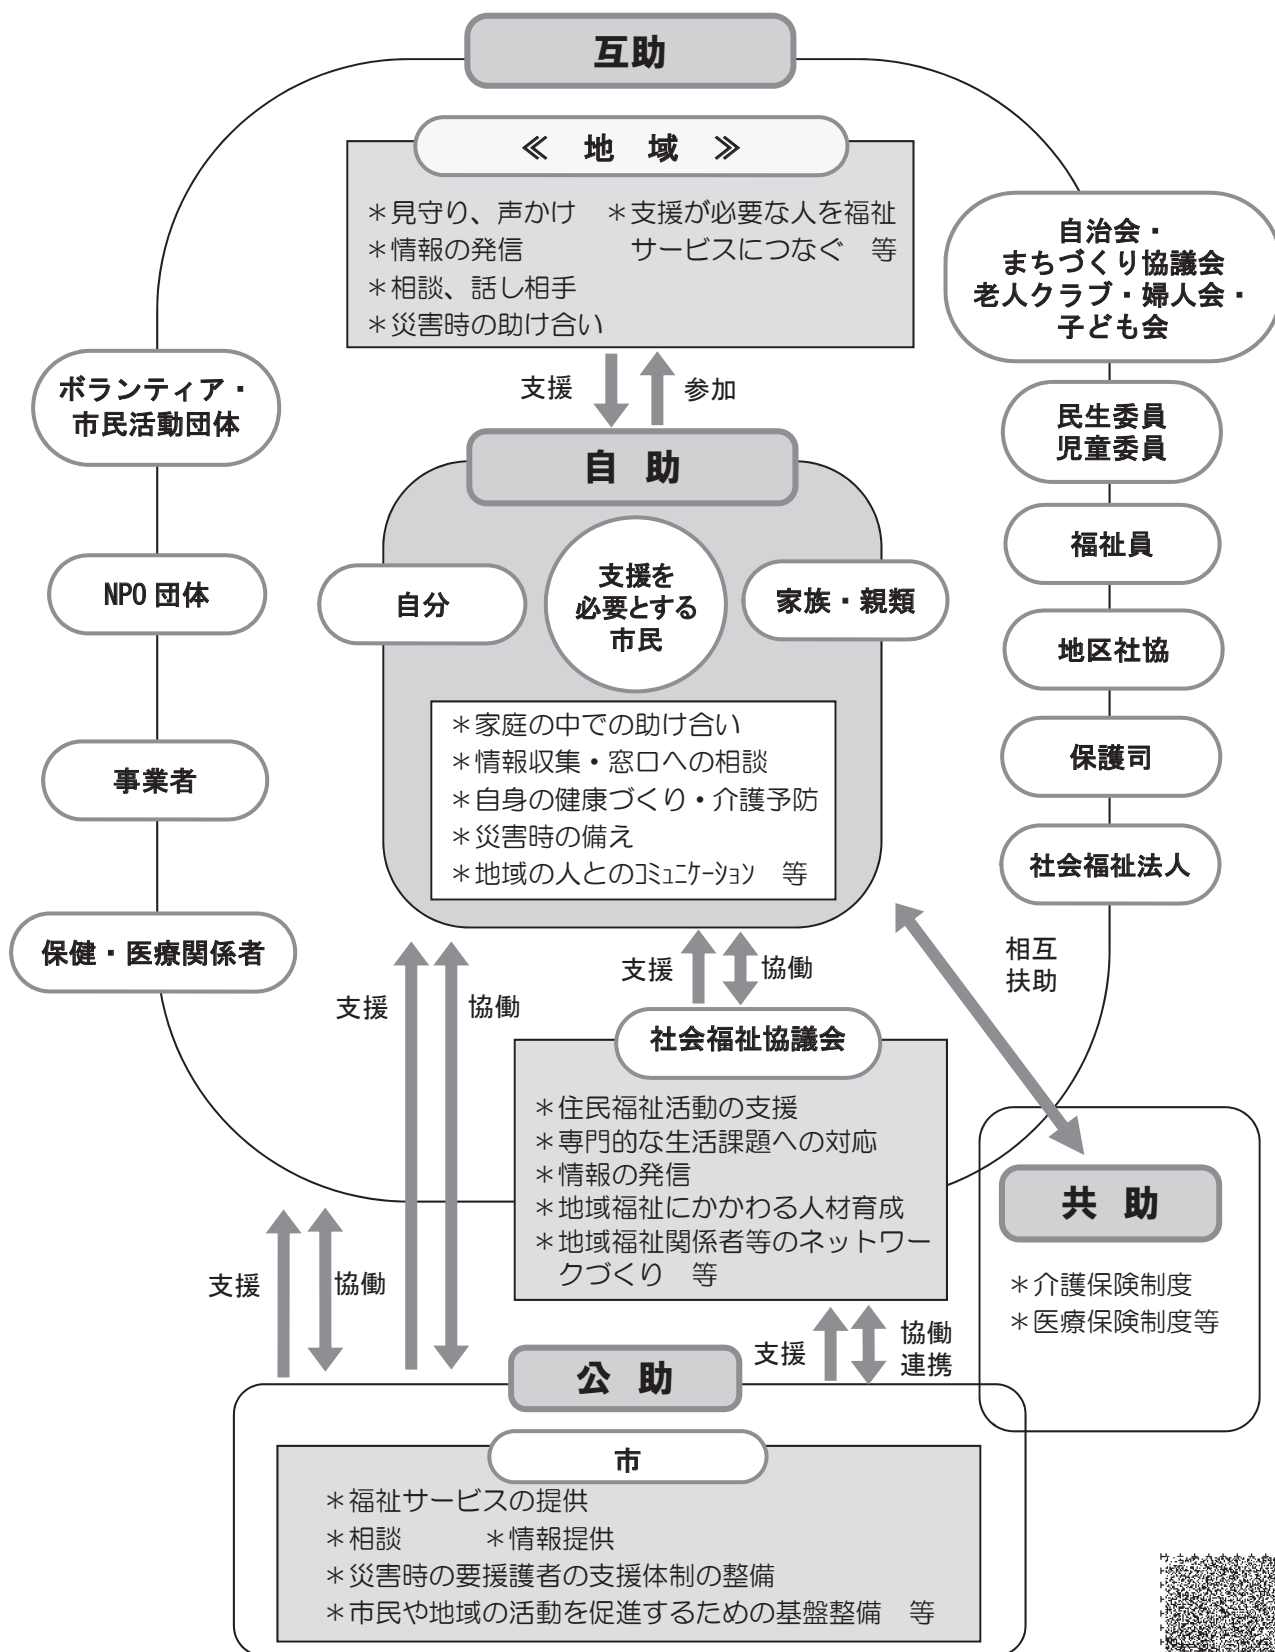 互助
≪ 地 域 ≫
＊見守り、声かけ ＊支援が必要な人を福祉
＊情報の発信 サービスにつなぐ 等
＊相談、話し相手
＊災害時の助け合い
自治会・
まちづくり協議会
老人クラブ・婦人会・
子ども会
ボランティア・
市民活動団体
支援 参加
民生委員
児童委員
自 助
福祉員
NPO 団体
自分
支援を
必要とする
市民
家族・親類
地区社協
＊家庭の中での助け合い
＊情報収集・窓口への相談
＊自身の健康づくり・介護予防
＊災害時の備え
＊地域の人とのｺﾐｭﾆｹｰｼｮﾝ 等
事業者
保護司
社会福祉法人
保健・医療関係者
支援 協働
支援 協働
相互
扶助
社会福祉協議会
＊住民福祉活動の支援
＊専門的な生活課題への対応
＊情報の発信
＊地域福祉にかかわる人材育成
＊地域福祉関係者等のネットワー
クづくり 等
共 助
＊介護保険制度
＊医療保険制度等
支援 協働
支援 協働
連携
公 助
市
＊福祉サービスの提供
＊相談 ＊情報提供
＊災害時の要援護者の支援体制の整備
＊市民や地域の活動を促進するための基盤整備 等